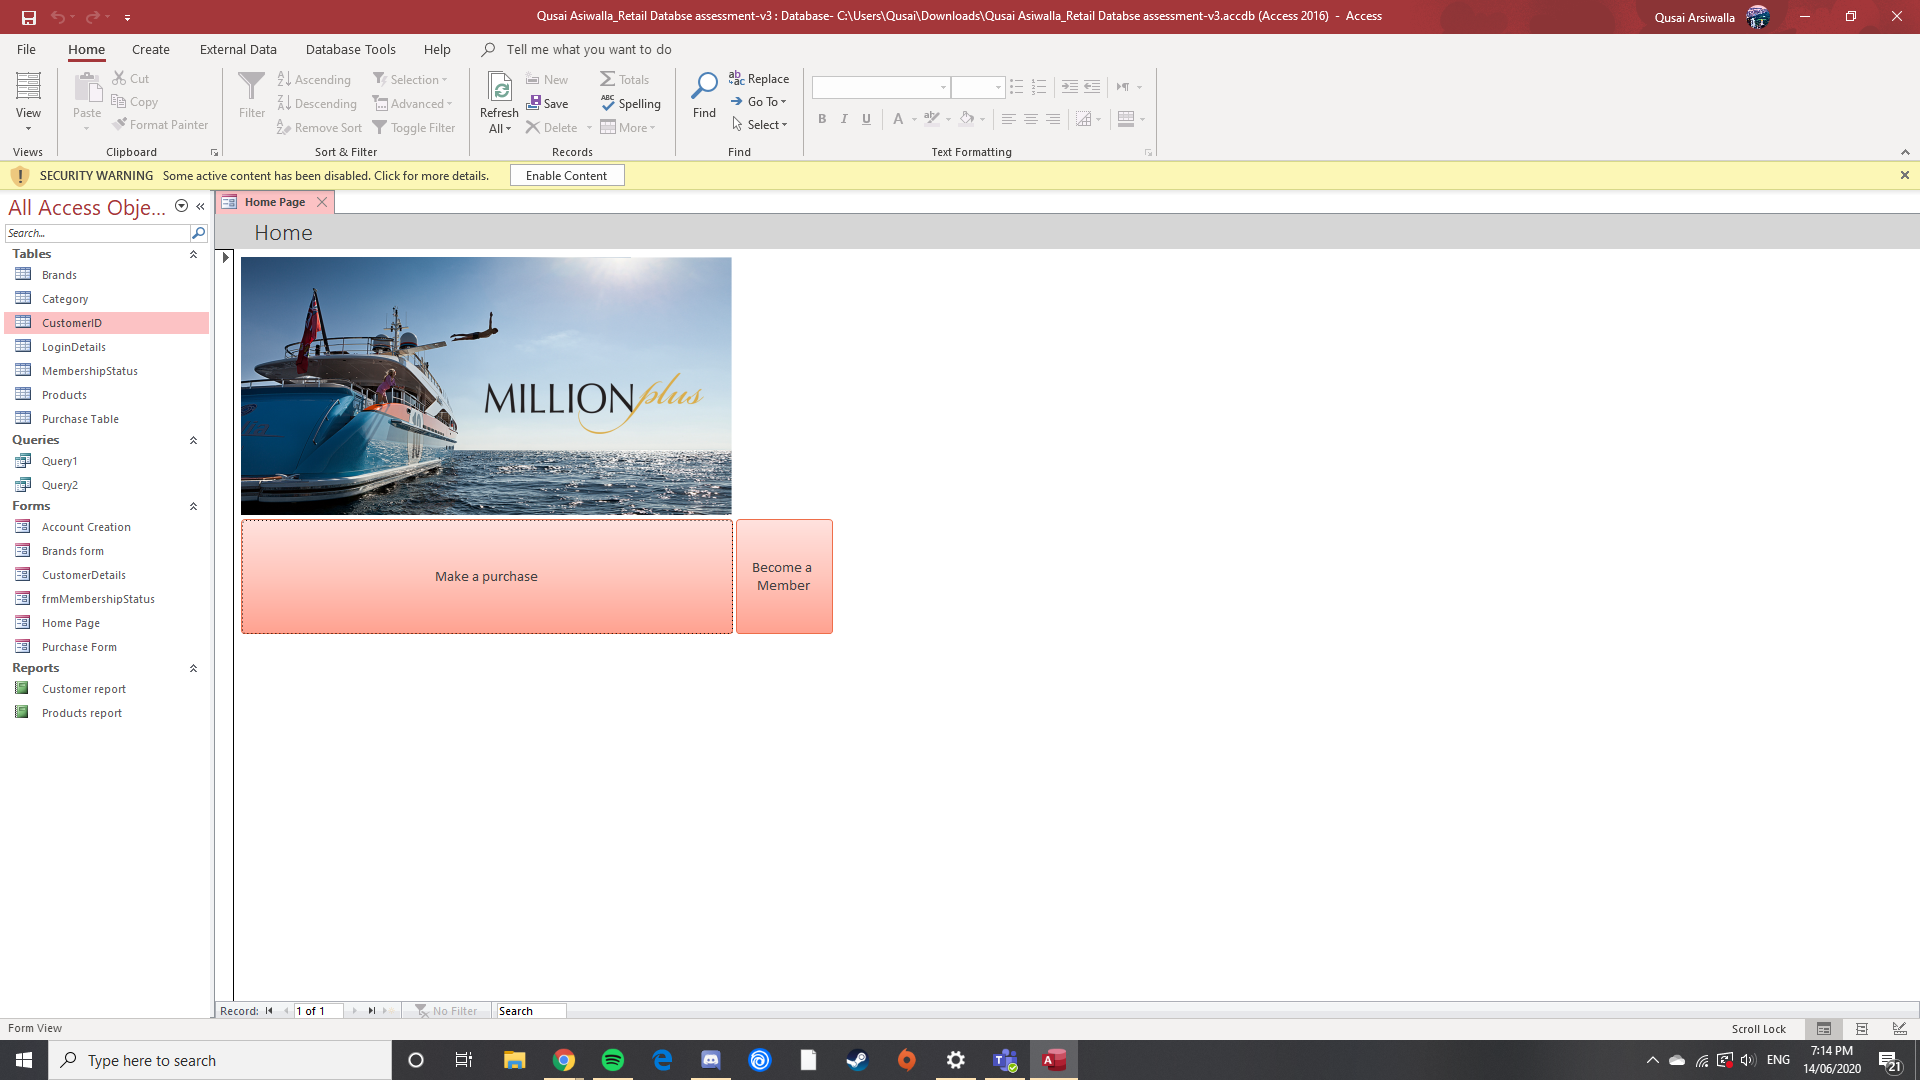 Qusai Asiwalla_Retail Databse assessment-v3 : Database- C:\Users\Qusai\Downloads\Qusai Asiwalla_Retail Databse assessment-v3.accdb (Access 2016)  -  Access
Qusai Arsiwalla
File Home Create External Data Database Tools Help Tell me what you want to do
View
Views
Paste
Cut
Copy
Format Painter
Clipboard
Filter
Ascending
Descending
Remove Sort
Selection
Advanced
Toggle Filter
Sort & Filter
Refresh
All
New
Save
Delete
Totals
Spelling
More
Records
Find
Replace
Go To
Select
Find
B I U A
Text Formatting
SECURITY WARNING Some active content has been disabled. Click for more details. Enable Content
All Access Obje...
Search...
Tables
Brands
Category
CustomerID
LoginDetails
MembershipStatus
Products
Purchase Table
Queries
Query1
Query2
Forms
Account Creation
Brands form
CustomerDetails
frmMembershipStatus
Home Page
Purchase Form
Reports
Customer report
Products report
Home Page
Home
MILLION plus
Make a purchase
Become a
Member
Record: 1 of 1 No Filter Search
Form View
Scroll Lock
Type here to search
ENG
7:14 PM
14/06/2020
21